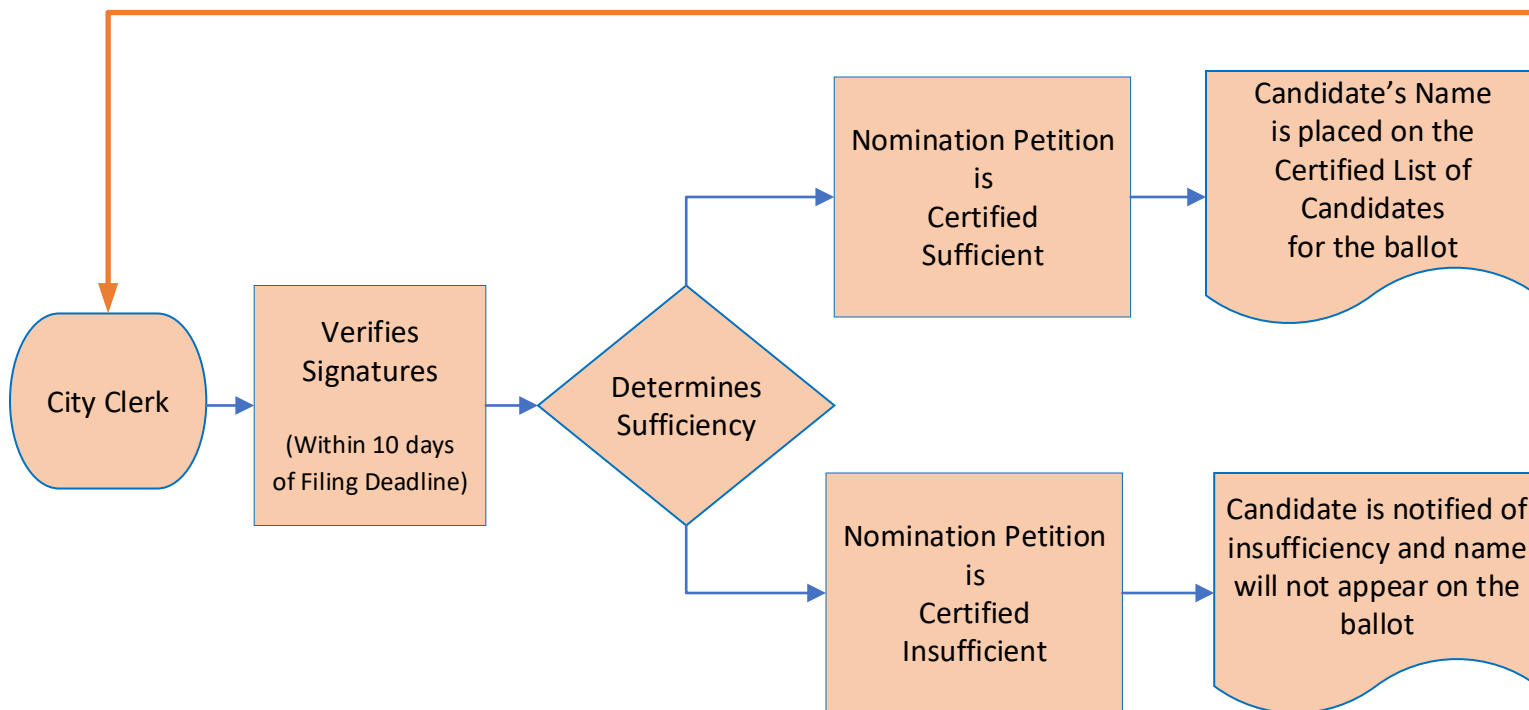 City Clerk
Verifies
Signatures
(Within 10 days
of Filing Deadline)
Determines
Sufficiency
Nomination Petition
is
Certified
Sufficient
Candidate’s Name
is placed on the
Certified List of
Candidates
for the ballot
Nomination Petition
is
Certified
Insufficient
Candidate is notified of
insufficiency and name
will not appear on the
ballot